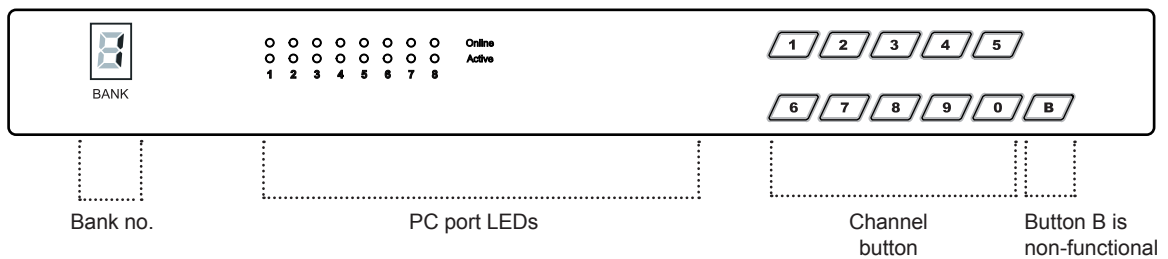 1
BANK
Online
Active
1 2 3 4 5 6 7 8
1 2 3 4 5
6 7 8 9 0 B
Bank no.
PC port LEDs
Channel
button
Button B is
non-functional